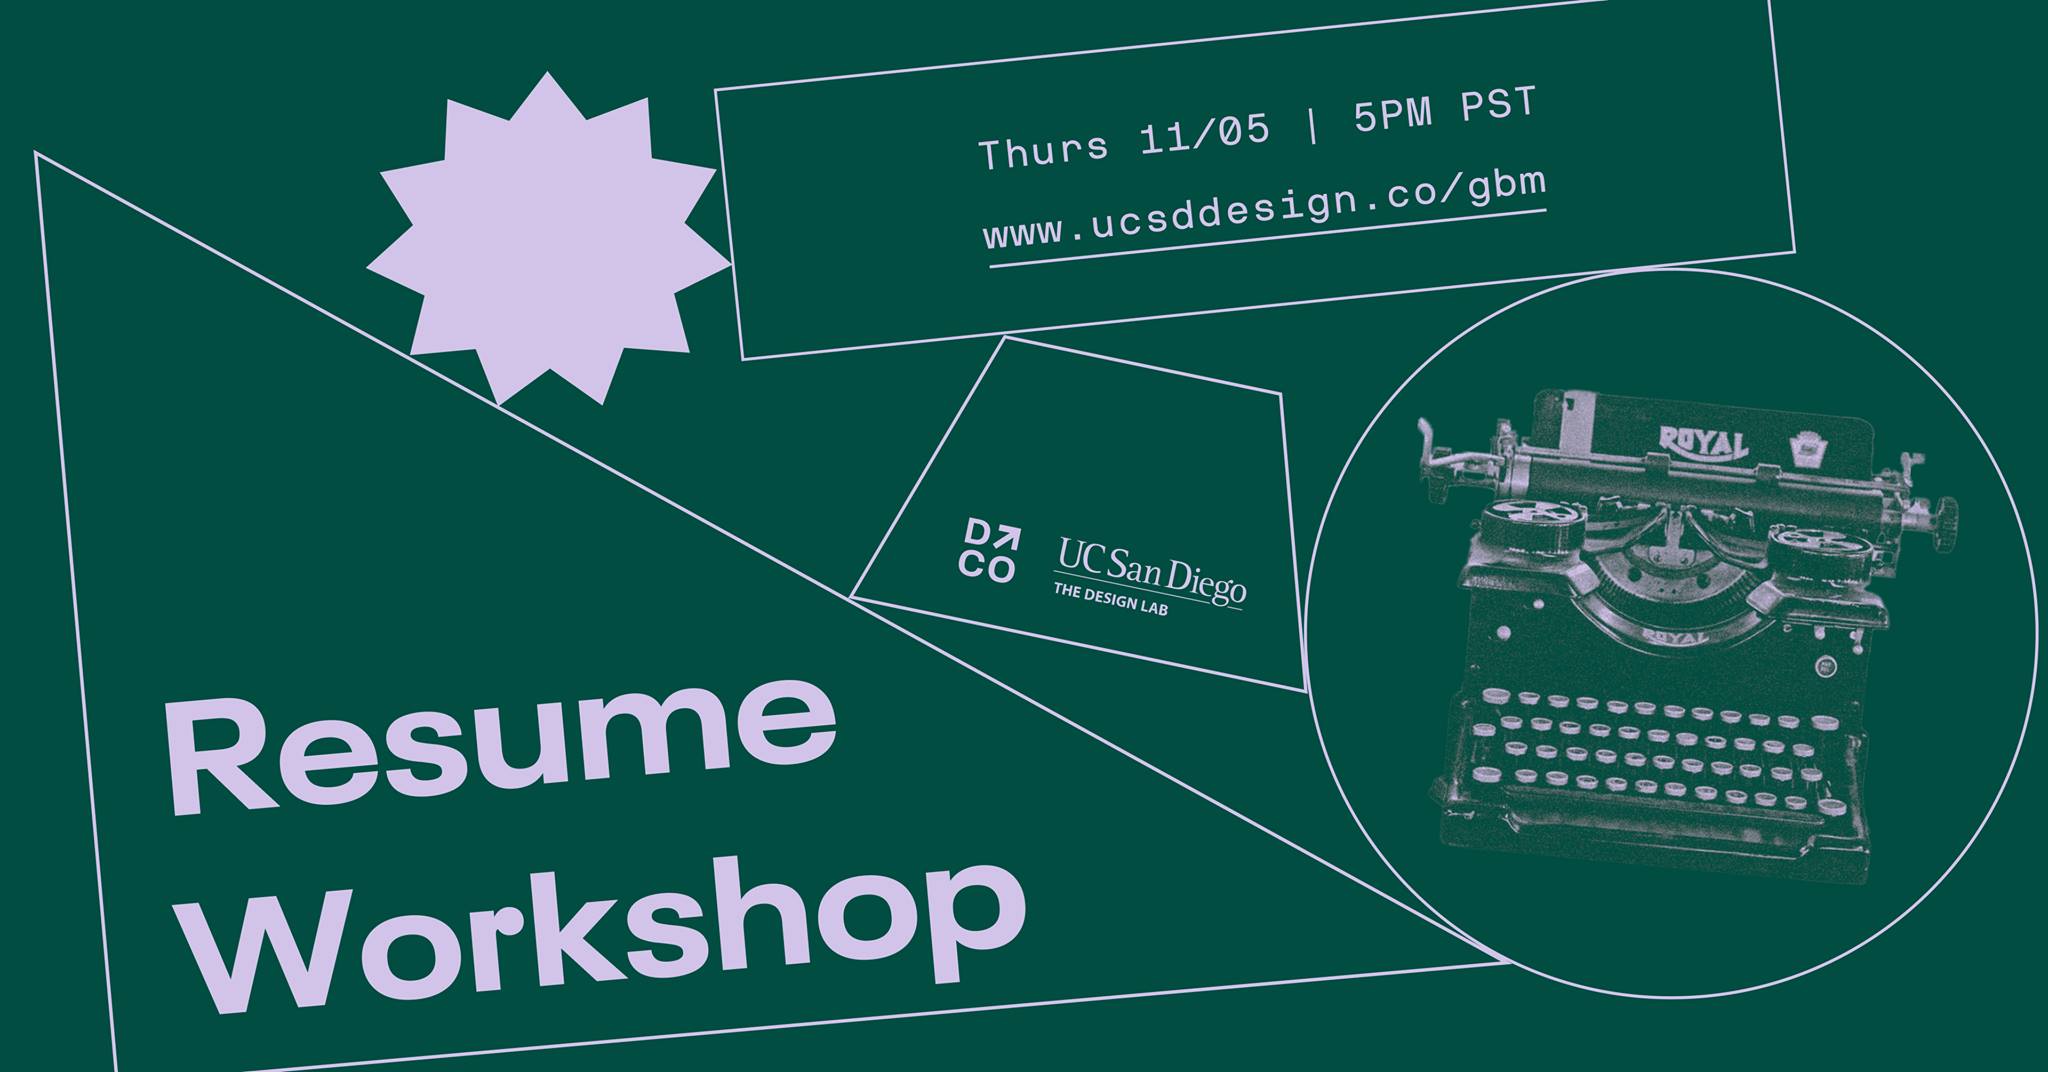 Thurs 11/05 | 5PM PST
www.ucsddesign.co/gbm
D↗
CO
UC San Diego
THE DESIGN LAB
ROYAL
ROYAL
Resume
Workshop